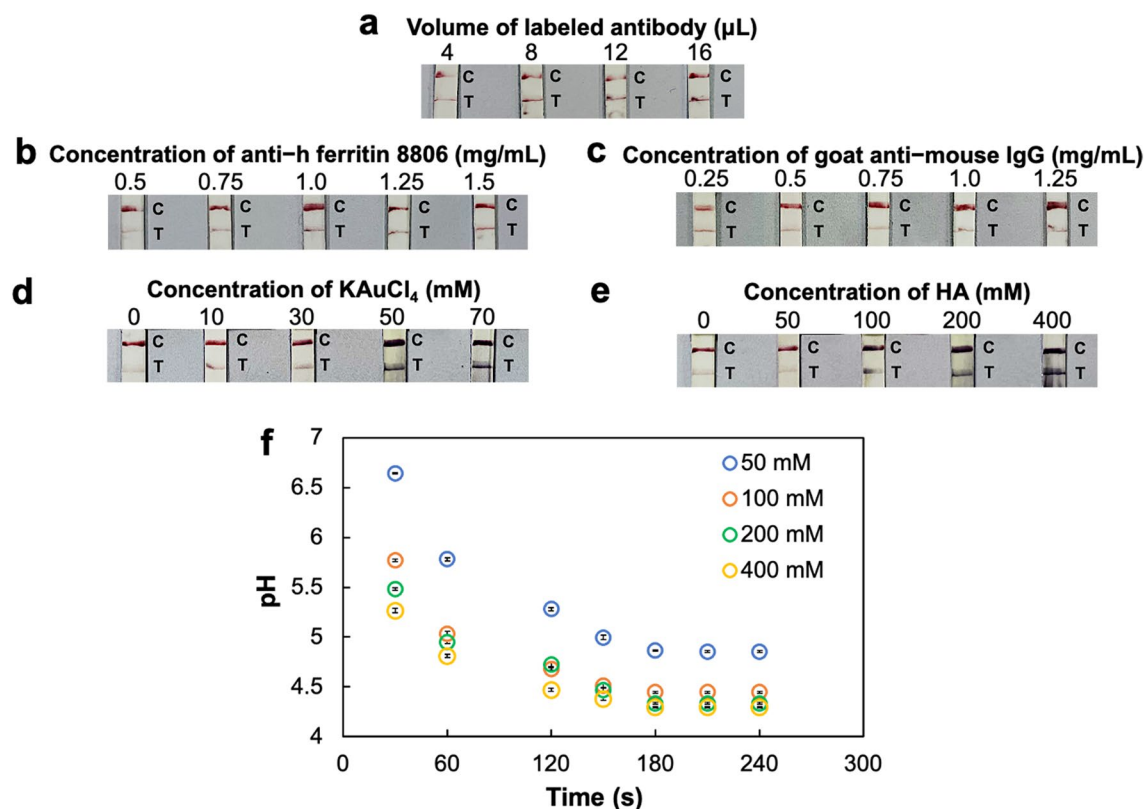 a Volume of labeled antibody (µL)
4 8 12 16
C C C C
T T T T
b Concentration of anti−h ferritin 8806 (mg/mL)
0.5 0.75 1.0 1.25 1.5
C C C C C
T T T T T
c Concentration of goat anti−mouse IgG (mg/mL)
0.25 0.5 0.75 1.0 1.25
C C C C C
T T T T T
d Concentration of KAuCl₄ (mM)
0 10 30 50 70
C C C C C
T T T T T
e Concentration of HA (mM)
0 50 100 200 400
C C C C C
T T T T T
f
7
6.5
6
5.5
5
4.5
4
pH
50 mM
100 mM
200 mM
400 mM
0 60 120 180 240 300
Time (s)